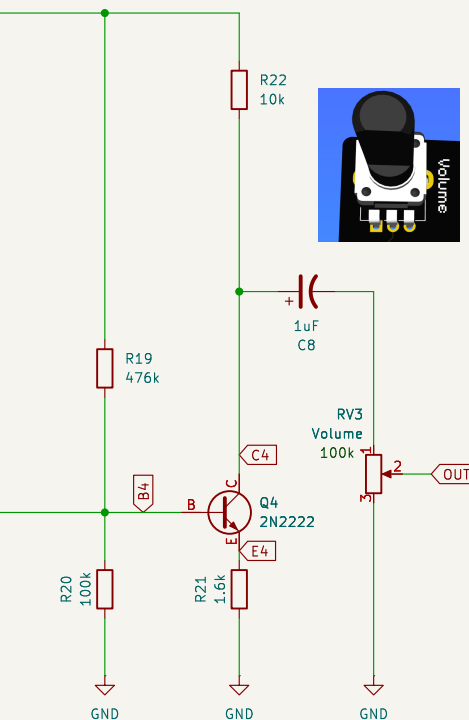 R22
10k
Volume
+
1uF
C8
R19
476k
RV3
Volume
100k
1
2
3
OUT
C4
B4
B
C
E
Q4
2N2222
E4
R20
100k
R21
1.6k
GND
GND
GND